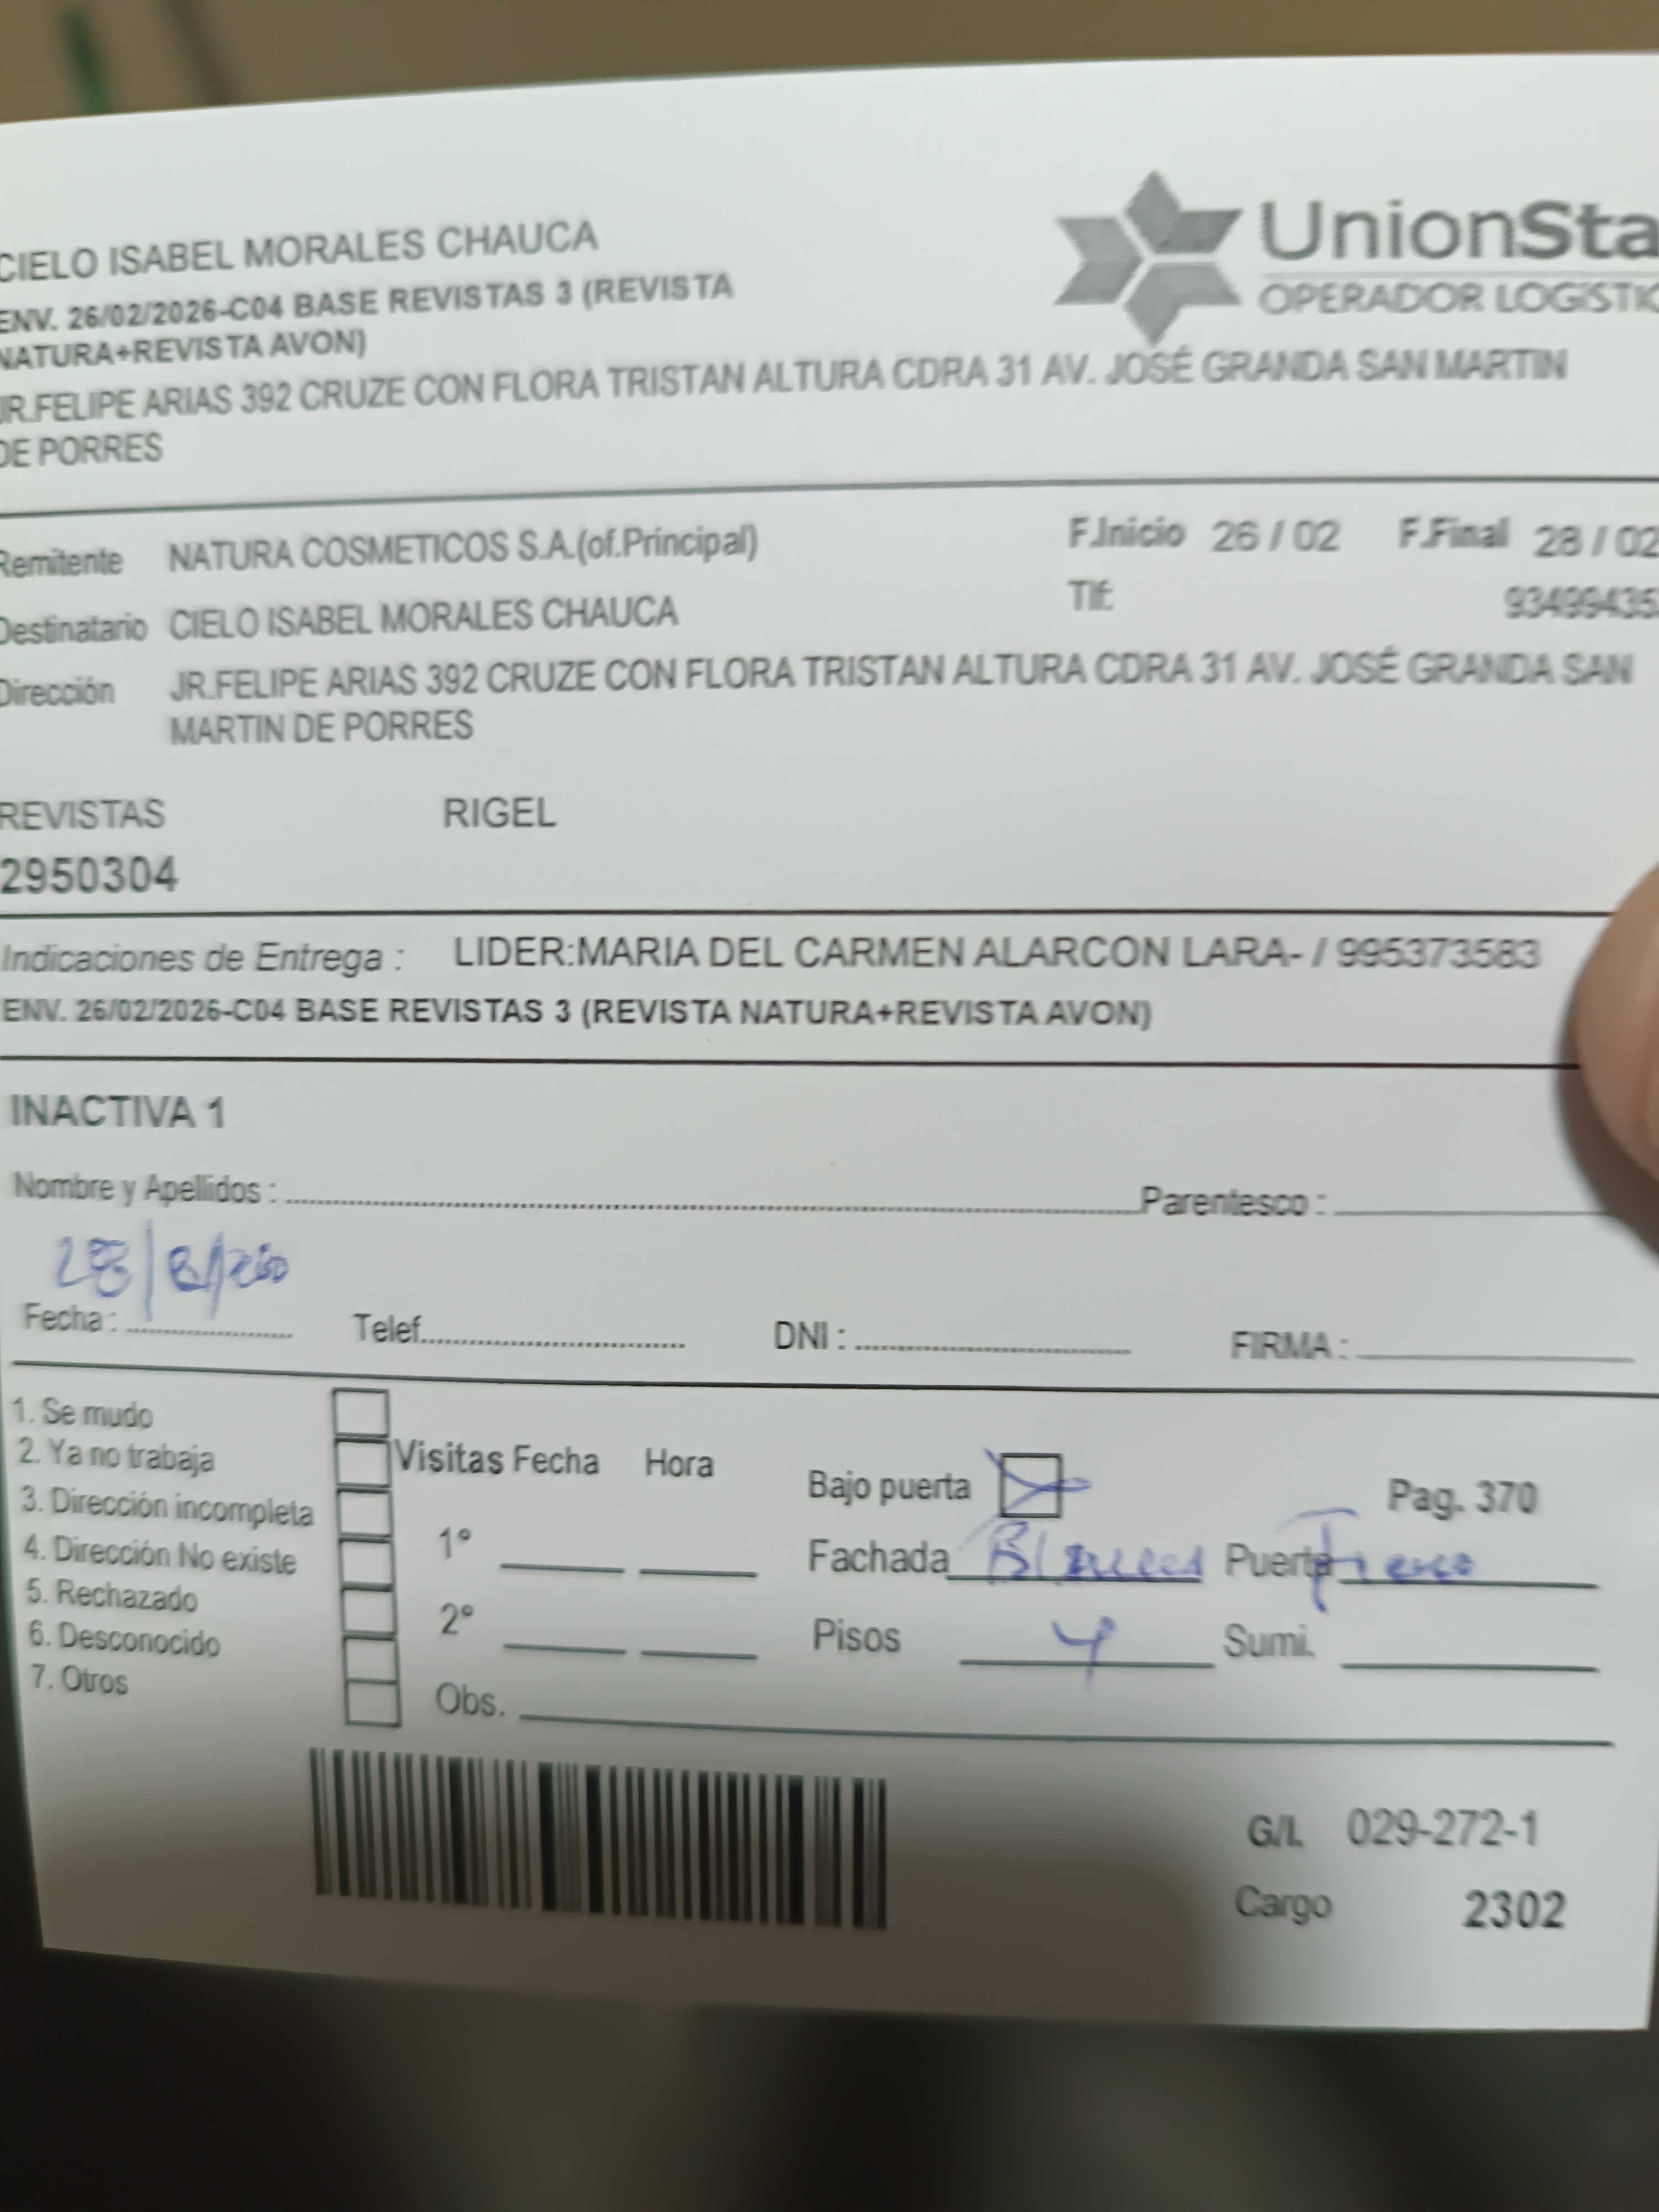 CIELO ISABEL MORALES CHAUCA
ENV. 26/02/2026-C04 BASE REVISTAS 3 (REVISTA
NATURA+REVISTA AVON)
JR.FELIPE ARIAS 392 CRUZE CON FLORA TRISTAN ALTURA CDRA 31 AV. JOSÉ GRANDA SAN MARTIN
DE PORRES
UnionSta
OPERADOR LOGÍSTIC
Remitente NATURA COSMETICOS S.A.(of.Principal) F.Inicio 26 / 02 F.Final 28 / 02
Destinatario CIELO ISABEL MORALES CHAUCA Tlf: 93499435
Dirección JR.FELIPE ARIAS 392 CRUZE CON FLORA TRISTAN ALTURA CDRA 31 AV. JOSÉ GRANDA SAN
MARTIN DE PORRES
REVISTAS RIGEL
2950304
Indicaciones de Entrega : LIDER:MARIA DEL CARMEN ALARCON LARA- / 995373583
ENV. 26/02/2026-C04 BASE REVISTAS 3 (REVISTA NATURA+REVISTA AVON)
INACTIVA 1
Nombre y Apellidos : Parentesco :
Fecha : Telef. DNI : FIRMA :
1. Se mudo
2. Ya no trabaja
3. Dirección incompleta
4. Dirección No existe
5. Rechazado
6. Desconocido
7. Otros
Visitas Fecha Hora
1º
2º
Obs.
Bajo puerta Pag. 370
Fachada Puerta
Pisos 4 Sumi.
G/I. 029-272-1
Cargo 2302